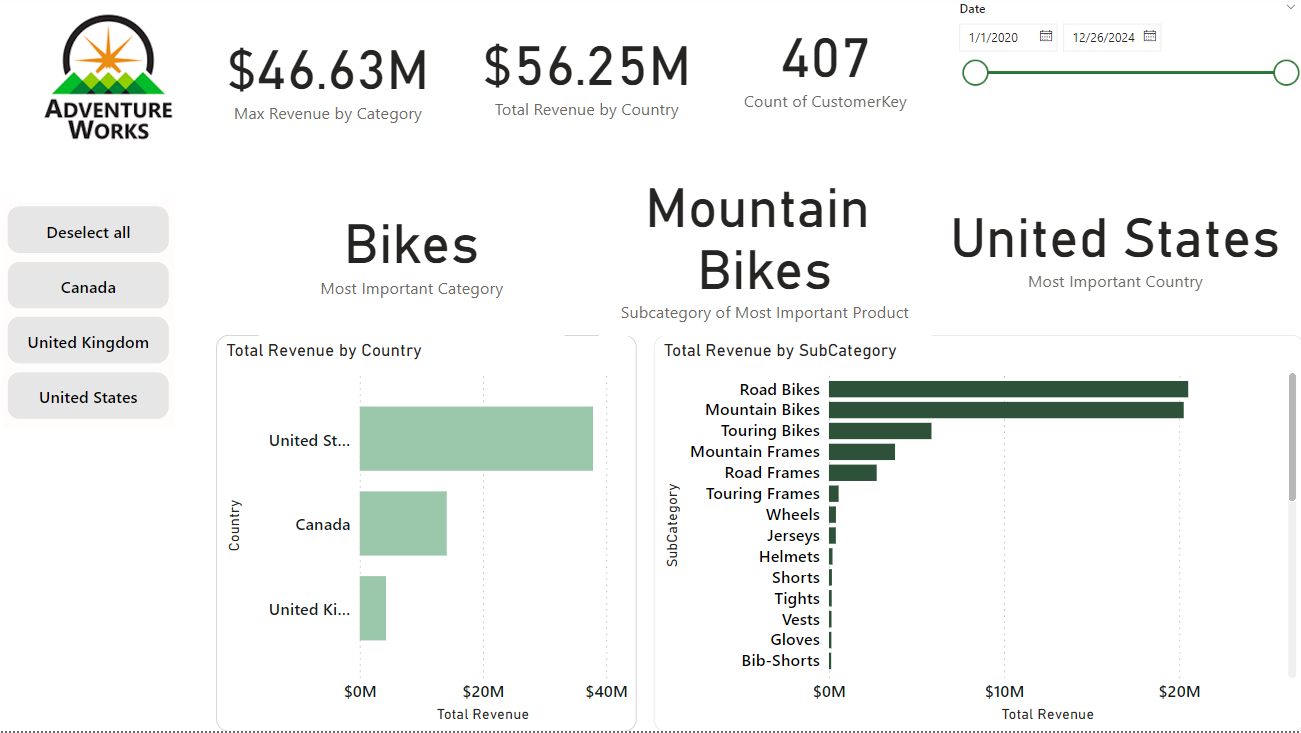 ADVENTURE
WORKS
$46.63M
Max Revenue by Category
$56.25M
Total Revenue by Country
407
Count of CustomerKey
Date
1/1/2020
12/26/2024
Deselect all
Canada
United Kingdom
United States
Bikes
Most Important Category
Mountain
Bikes
Subcategory of Most Important Product
United States
Most Important Country
Total Revenue by Country
Country
United St...
Canada
United Ki...
$0M
$20M
$40M
Total Revenue
Total Revenue by SubCategory
SubCategory
Road Bikes
Mountain Bikes
Touring Bikes
Mountain Frames
Road Frames
Touring Frames
Wheels
Jerseys
Helmets
Shorts
Tights
Vests
Gloves
Bib-Shorts
$0M
$10M
$20M
Total Revenue